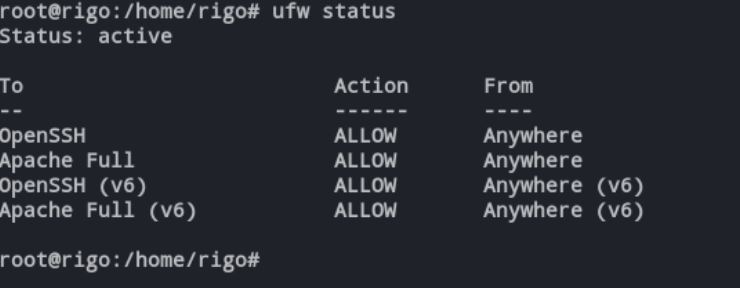 root@rigo:/home/rigo# ufw status
Status: active
To Action From
-- ------ ----
OpenSSH ALLOW Anywhere
Apache Full ALLOW Anywhere
OpenSSH (v6) ALLOW Anywhere (v6)
Apache Full (v6) ALLOW Anywhere (v6)
root@rigo:/home/rigo#